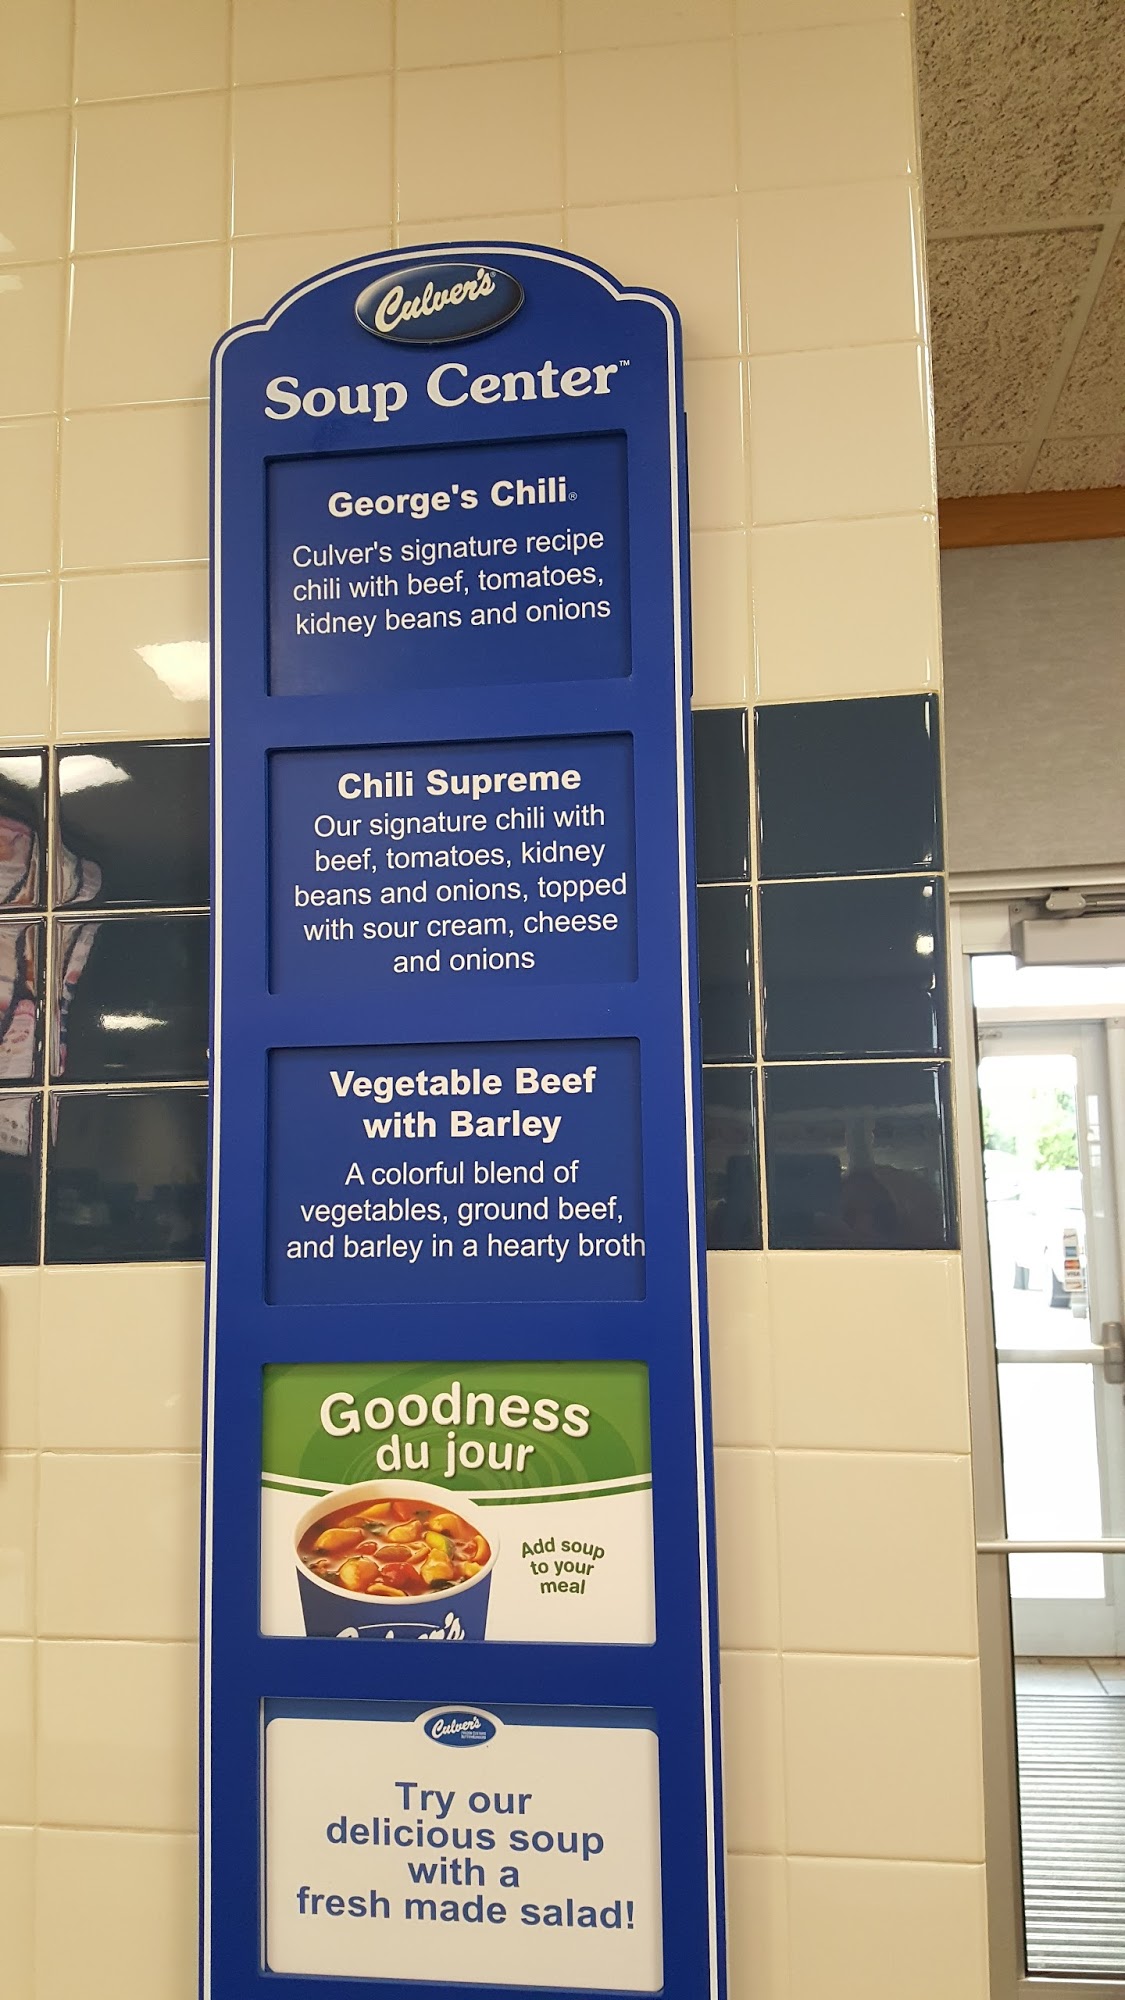 Culver's®
Soup Center™
George's Chili®
Culver's signature recipe
chili with beef, tomatoes,
kidney beans and onions
Chili Supreme
Our signature chili with
beef, tomatoes, kidney
beans and onions, topped
with sour cream, cheese
and onions
Vegetable Beef
with Barley
A colorful blend of
vegetables, ground beef,
and barley in a hearty broth
Goodness
du jour
Add soup
to your
meal
Culver's
Try our
delicious soup
with a
fresh made salad!